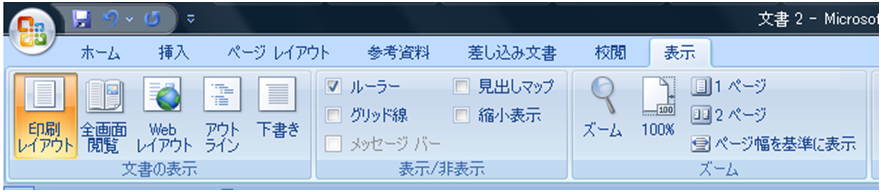 文書 2 - Microsof
ホーム 挿入 ページ レイアウト 参考資料 差し込み文書 校閲 表示
印刷
レイアウト
全画面
閲覧
Web
レイアウト
アウト
ライン
下書き
文書の表示
ルーラー
グリッド線
メッセージ バー
見出しマップ
縮小表示
表示/非表示
ズーム
100
100%
1 ページ
2 ページ
ページ幅を基準に表示
ズーム